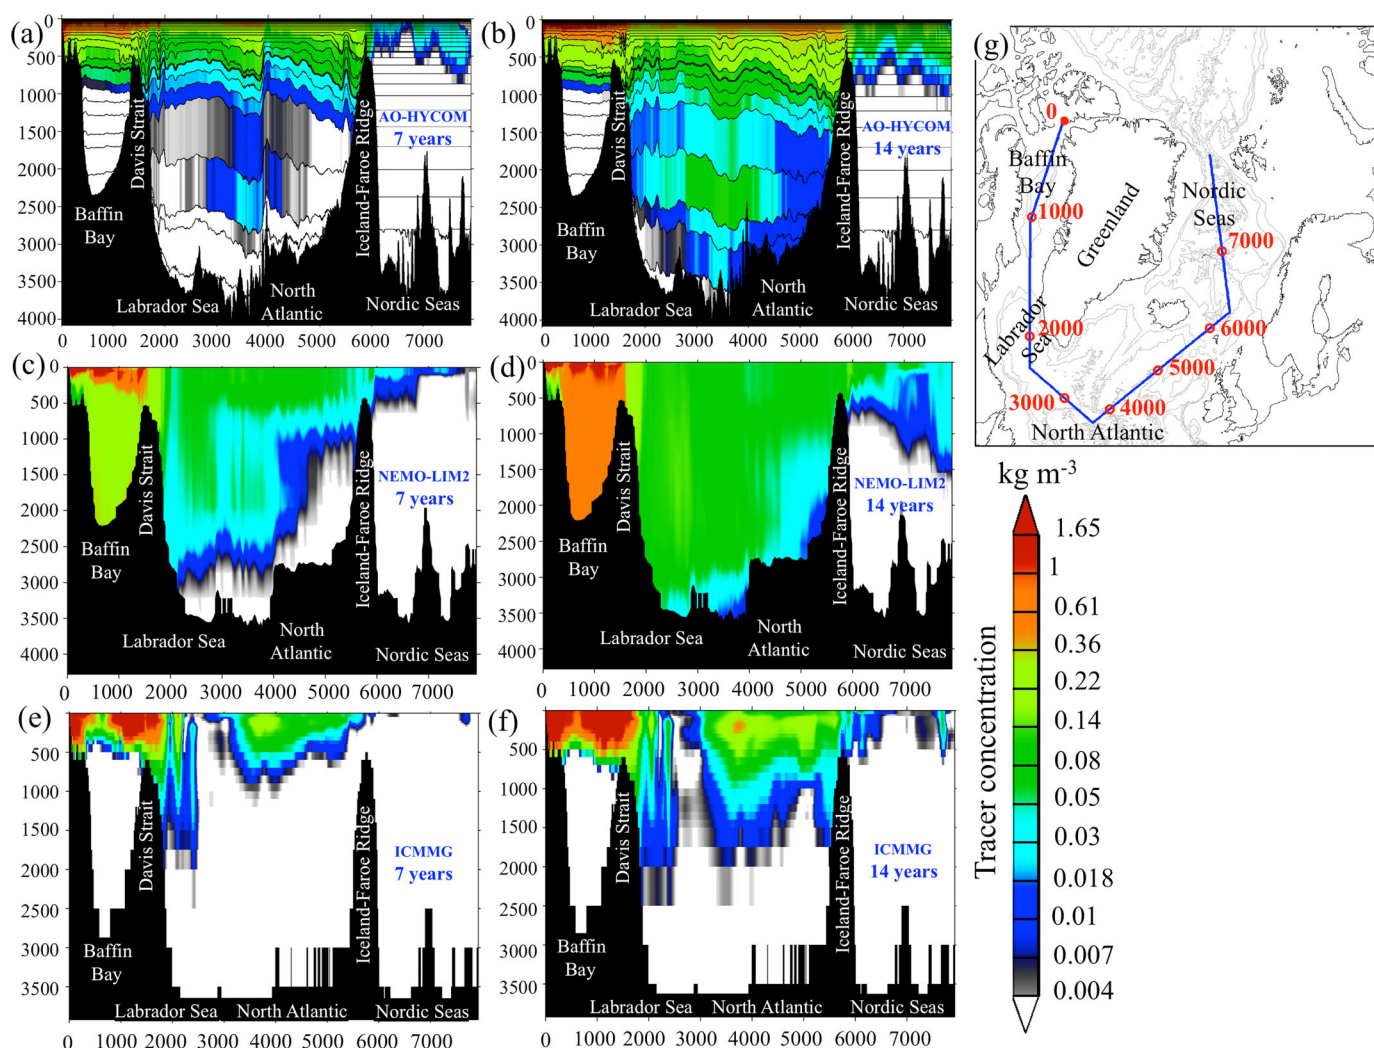 (a)
0
500
1000
1500
2000
2500
3000
3500
4000
0 1000 2000 3000 4000 5000 6000 7000
Davis Strait
Iceland-Faroe Ridge
AO-HYCOM
7 years
Baffin
Bay
Labrador Sea
North
Atlantic
Nordic Seas
(b)
0
500
1000
1500
2000
2500
3000
3500
4000
0 1000 2000 3000 4000 5000 6000 7000
Davis Strait
Iceland-Faroe Ridge
AO-HYCOM
14 years
Baffin
Bay
Labrador Sea
North
Atlantic
Nordic Seas
(g)
0
Baffin
Bay
1000
Greenland
Nordic
Seas
7000
Labrador
Sea
2000
6000
5000
3000
4000
North Atlantic
(c)
0
500
1000
1500
2000
2500
3000
3500
4000
0 1000 2000 3000 4000 5000 6000 7000
Davis Strait
Iceland-Faroe Ridge
NEMO-LIM2
7 years
Baffin
Bay
Labrador Sea
North
Atlantic
Nordic Seas
(d)
0
500
1000
1500
2000
2500
3000
3500
4000
0 1000 2000 3000 4000 5000 6000 7000
Davis Strait
Iceland-Faroe Ridge
NEMO-LIM2
14 years
Baffin
Bay
Labrador Sea
North
Atlantic
Nordic Seas
(e)
0
500
1000
1500
2000
2500
3000
3500
0 1000 2000 3000 4000 5000 6000 7000
Davis Strait
Iceland-Faroe Ridge
ICMMG
7 years
Baffin
Bay
Labrador Sea
North Atlantic
Nordic Seas
(f)
0
500
1000
1500
2000
2500
3000
3500
0 1000 2000 3000 4000 5000 6000 7000
Davis Strait
Iceland-Faroe Ridge
ICMMG
14 years
Baffin
Bay
Labrador Sea
North Atlantic
Nordic Seas
kg m⁻³
Tracer concentration
1.65
1
0.61
0.36
0.22
0.14
0.08
0.05
0.03
0.018
0.01
0.007
0.004